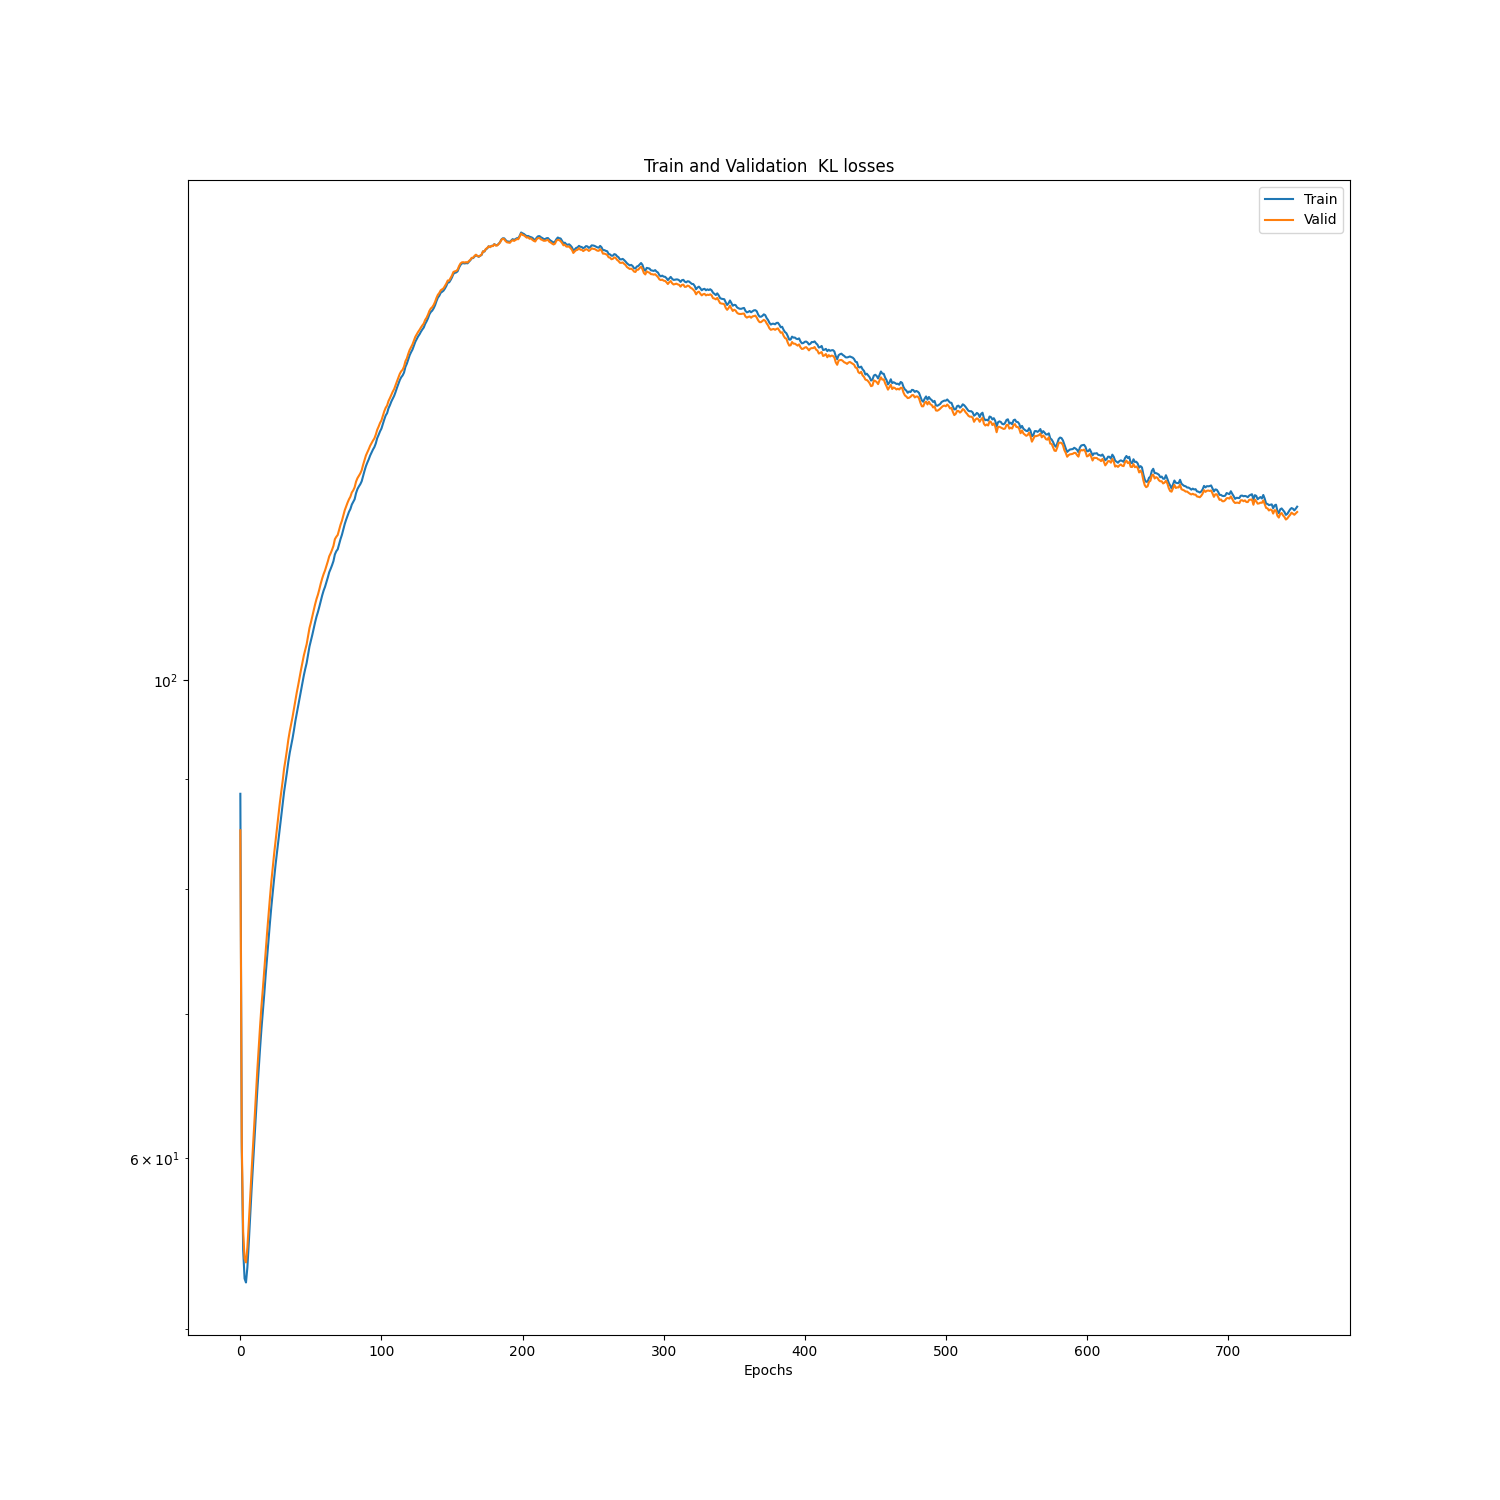 Train and Validation  KL losses
Train
Valid
10²
6 × 10¹
0 100 200 300 400 500 600 700
Epochs